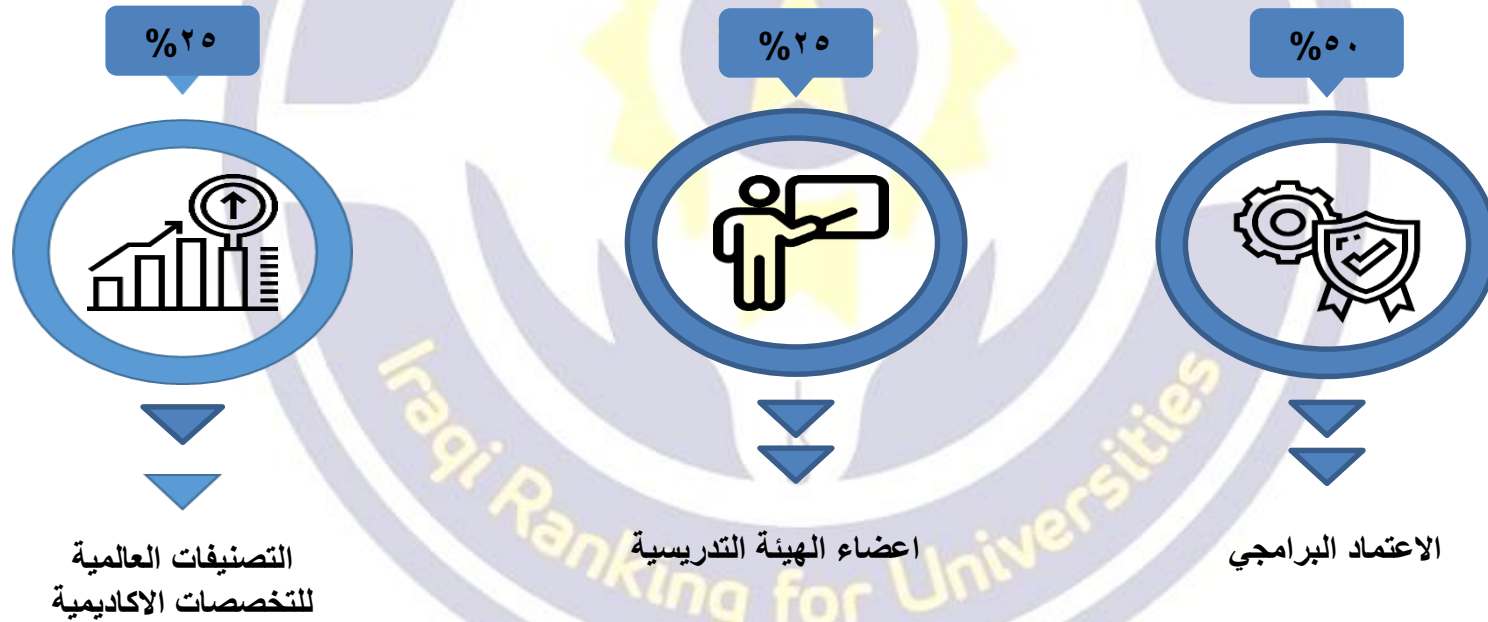 %٥٠
%٢٥
%٢٥
الاعتماد البرامجي
اعضاء الهيئة التدريسية
التصنيفات العالمية
للتخصصات الاكاديمية
Iraqi Ranking for Universities